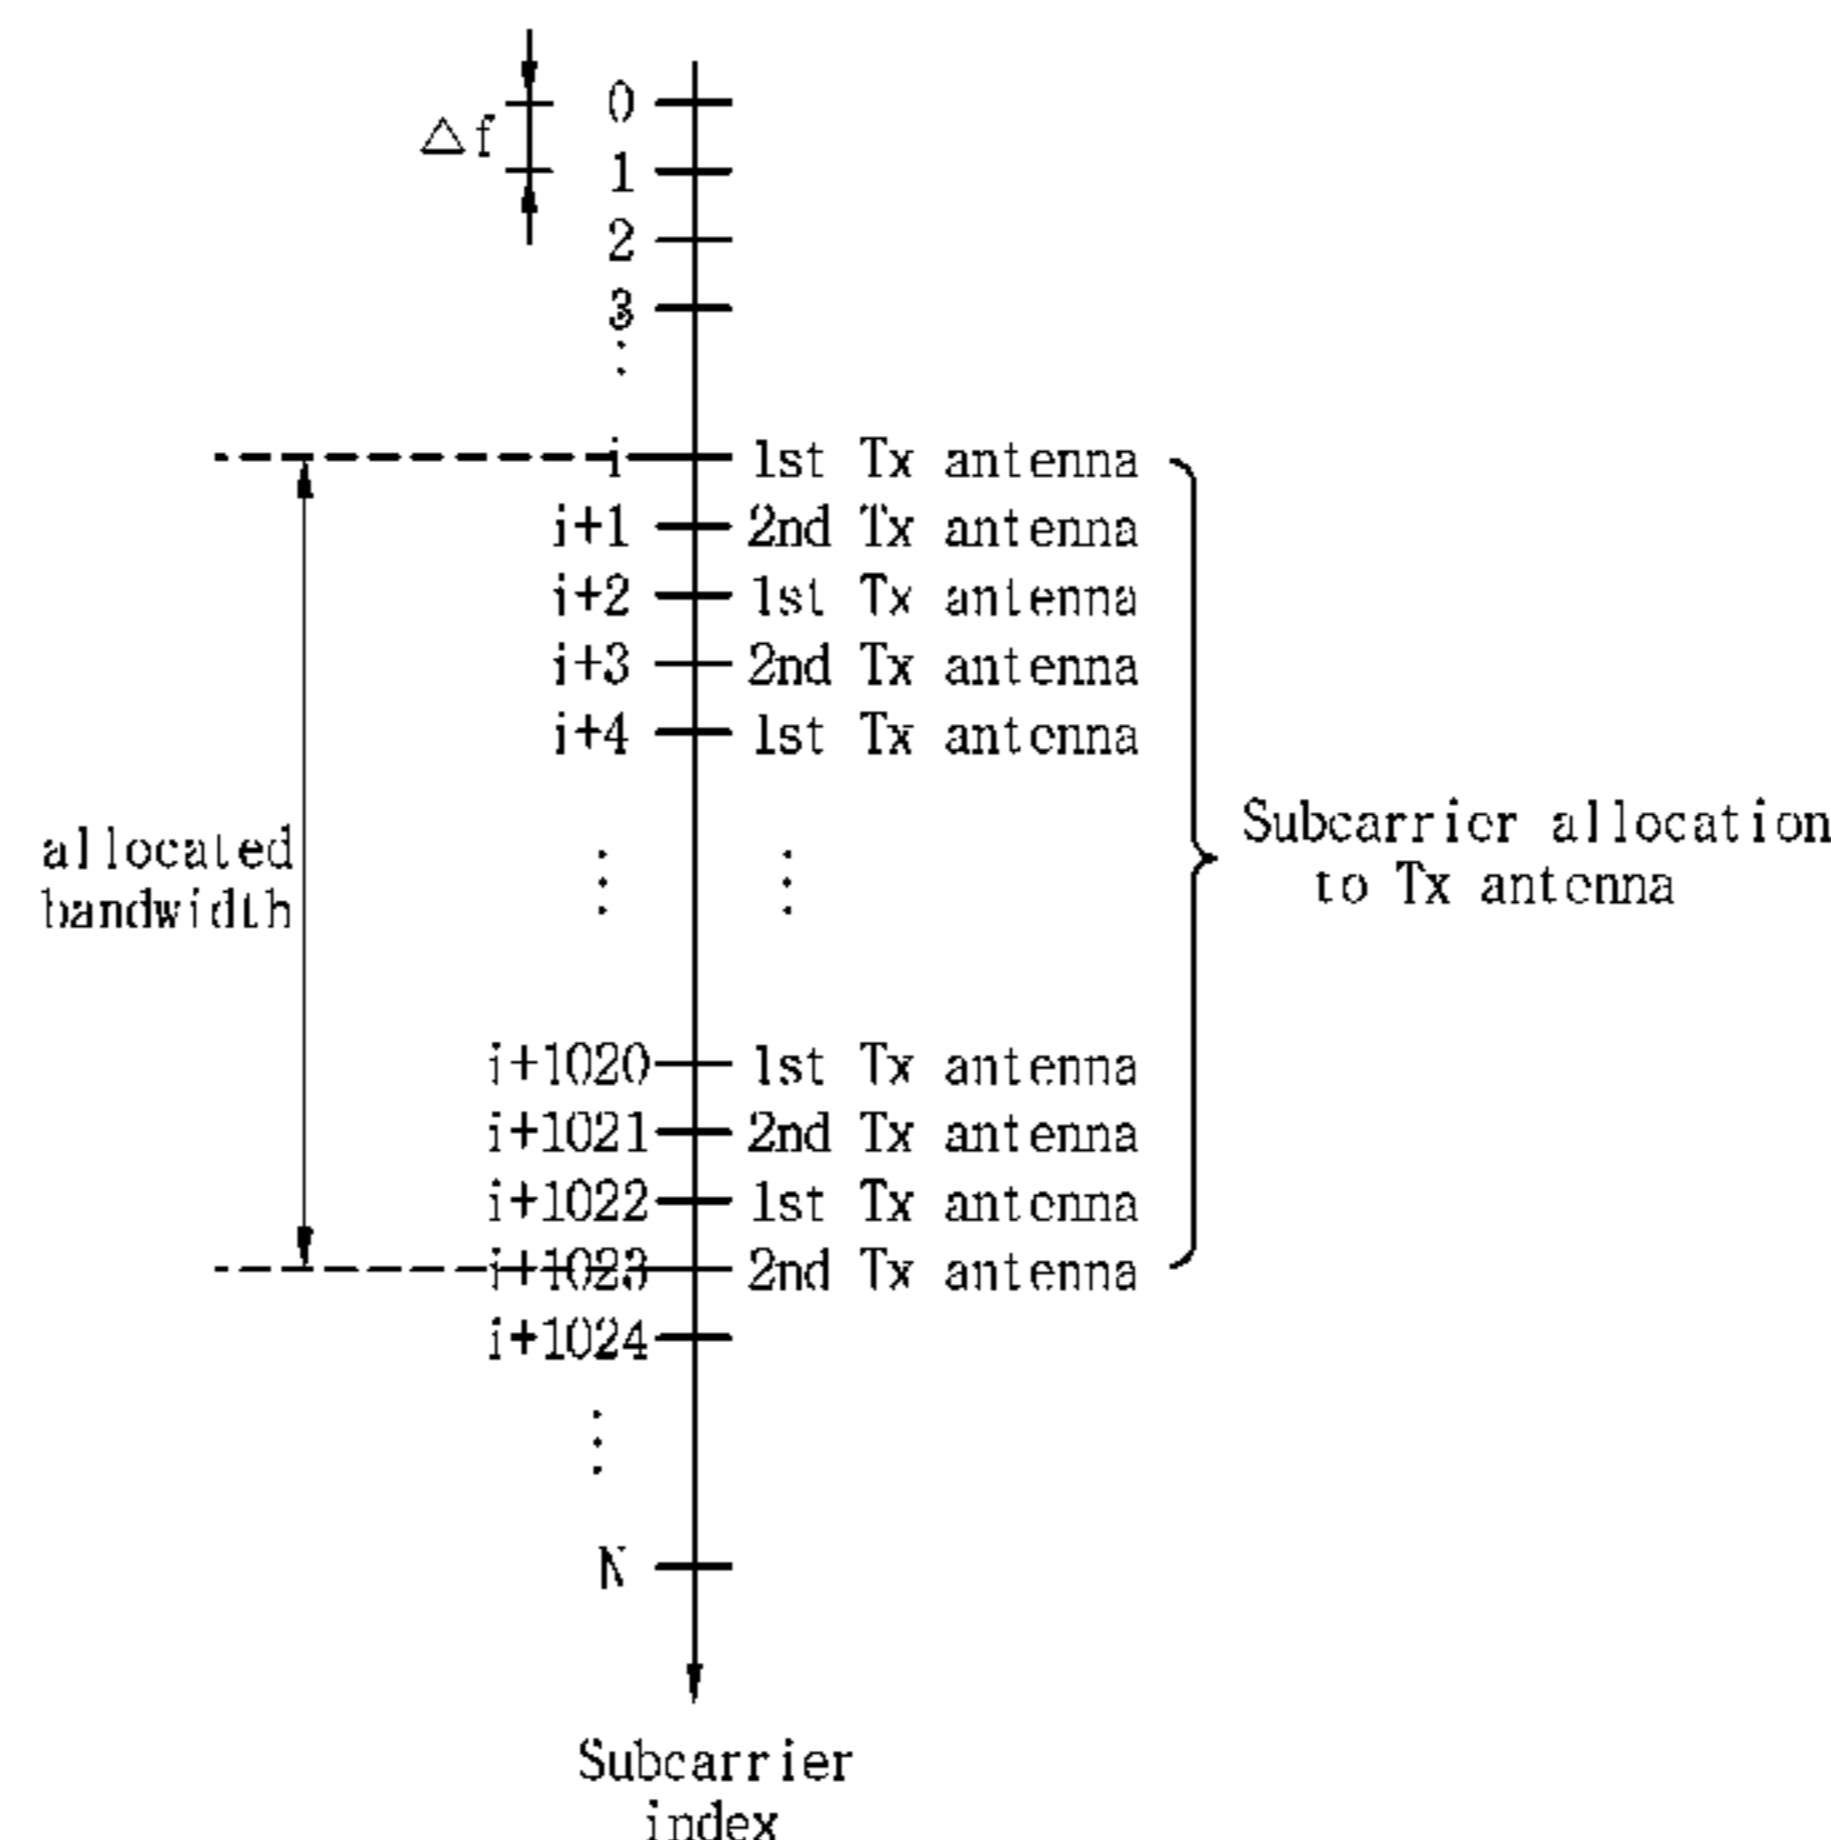 0
△f
1
2
3
i 1st Tx antenna
i+1 2nd Tx antenna
i+2 1st Tx antenna
i+3 2nd Tx antenna
i+4 1st Tx antenna
allocated
bandwidth
Subcarrier allocation
to Tx antenna
i+1020 1st Tx antenna
i+1021 2nd Tx antenna
i+1022 1st Tx antenna
i+1023 2nd Tx antenna
i+1024
N
Subcarrier
index